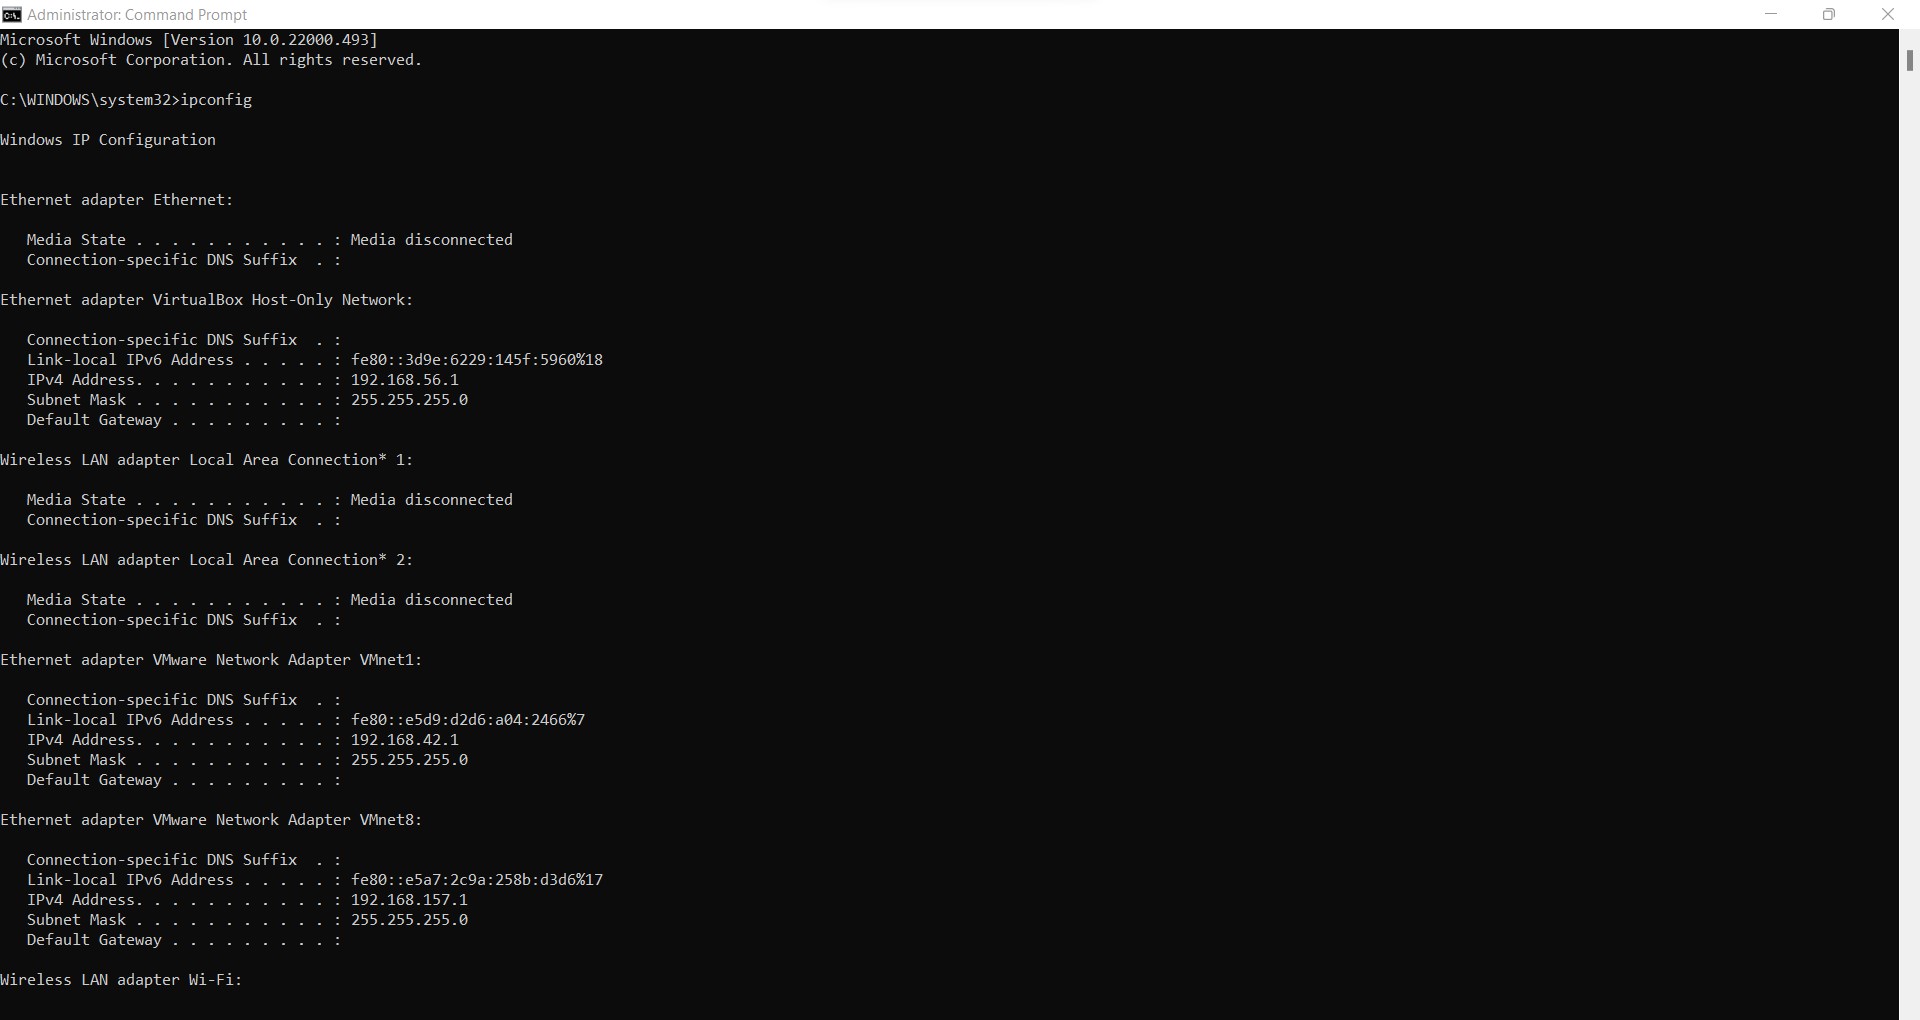 Administrator: Command Prompt
Microsoft Windows [Version 10.0.22000.493]
(c) Microsoft Corporation. All rights reserved.
C:\WINDOWS\system32>ipconfig
Windows IP Configuration
Ethernet adapter Ethernet:
Media State . . . . . . . . . . . : Media disconnected
Connection-specific DNS Suffix  . :
Ethernet adapter VirtualBox Host-Only Network:
Connection-specific DNS Suffix  . :
Link-local IPv6 Address . . . . . : fe80::3d9e:6229:145f:5960%18
IPv4 Address. . . . . . . . . . . : 192.168.56.1
Subnet Mask . . . . . . . . . . . : 255.255.255.0
Default Gateway . . . . . . . . . :
Wireless LAN adapter Local Area Connection* 1:
Media State . . . . . . . . . . . : Media disconnected
Connection-specific DNS Suffix  . :
Wireless LAN adapter Local Area Connection* 2:
Media State . . . . . . . . . . . : Media disconnected
Connection-specific DNS Suffix  . :
Ethernet adapter VMware Network Adapter VMnet1:
Connection-specific DNS Suffix  . :
Link-local IPv6 Address . . . . . : fe80::e5d9:d2d6:a04:2466%7
IPv4 Address. . . . . . . . . . . : 192.168.42.1
Subnet Mask . . . . . . . . . . . : 255.255.255.0
Default Gateway . . . . . . . . . :
Ethernet adapter VMware Network Adapter VMnet8:
Connection-specific DNS Suffix  . :
Link-local IPv6 Address . . . . . : fe80::e5a7:2c9a:258b:d3d6%17
IPv4 Address. . . . . . . . . . . : 192.168.157.1
Subnet Mask . . . . . . . . . . . : 255.255.255.0
Default Gateway . . . . . . . . . :
Wireless LAN adapter Wi-Fi: